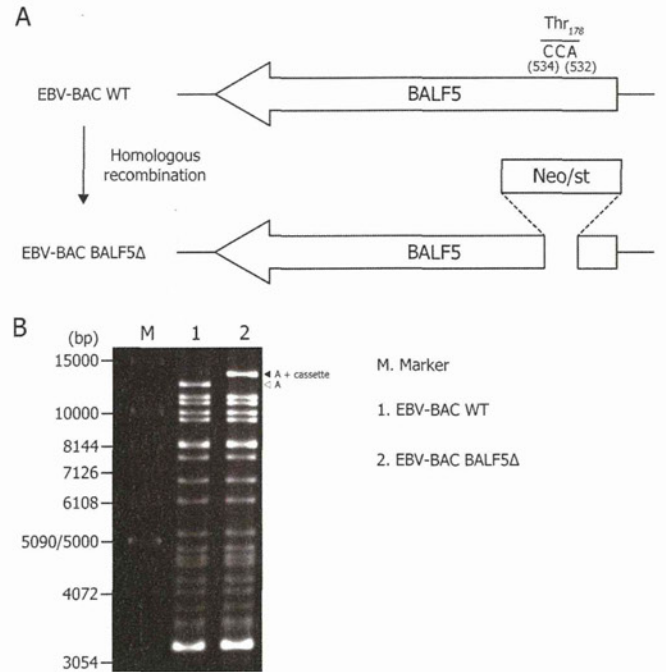 A
Thr178
CCA
(534) (532)
EBV-BAC WT
BALF5
Homologous
recombination
Neo/st
EBV-BAC BALF5Δ
BALF5
B
(bp)
M
1
2
15000
10000
8144
7126
6108
5090/5000
4072
3054
A + cassette
A
M. Marker
1. EBV-BAC WT
2. EBV-BAC BALF5Δ